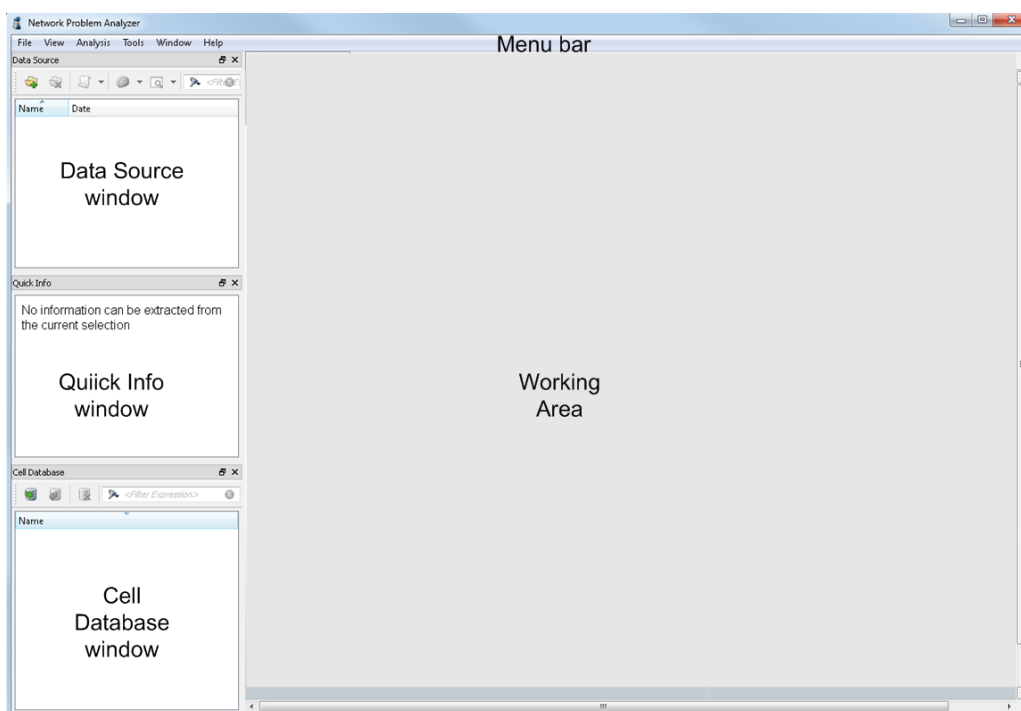 Network Problem Analyzer
File View Analysis Tools Window Help
Menu bar
Data Source
Name Date
Data Source
window
Quick Info
No information can be extracted from
the current selection
Quiick Info
window
Working
Area
Cell Database
<Filter Expression>
Name
Cell
Database
window